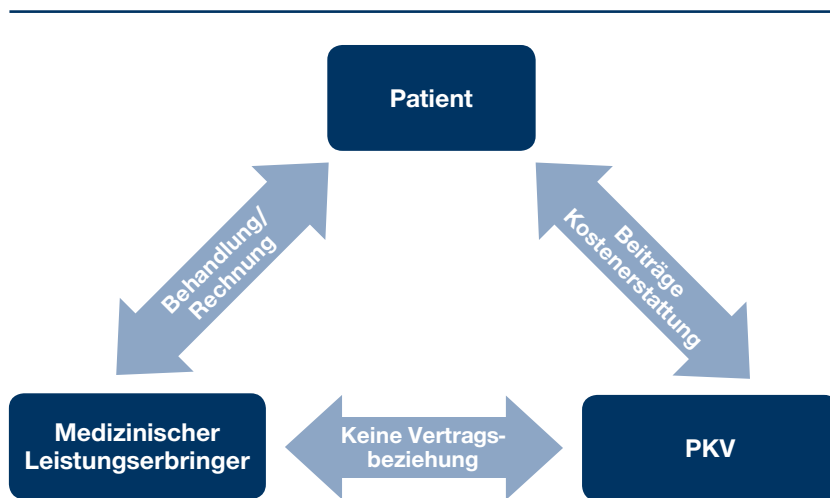 Patient
Behandlung/
Rechnung
Beiträge
Kostenerstattung
Medizinischer
Leistungserbringer
Keine Vertrags-
beziehung
PKV